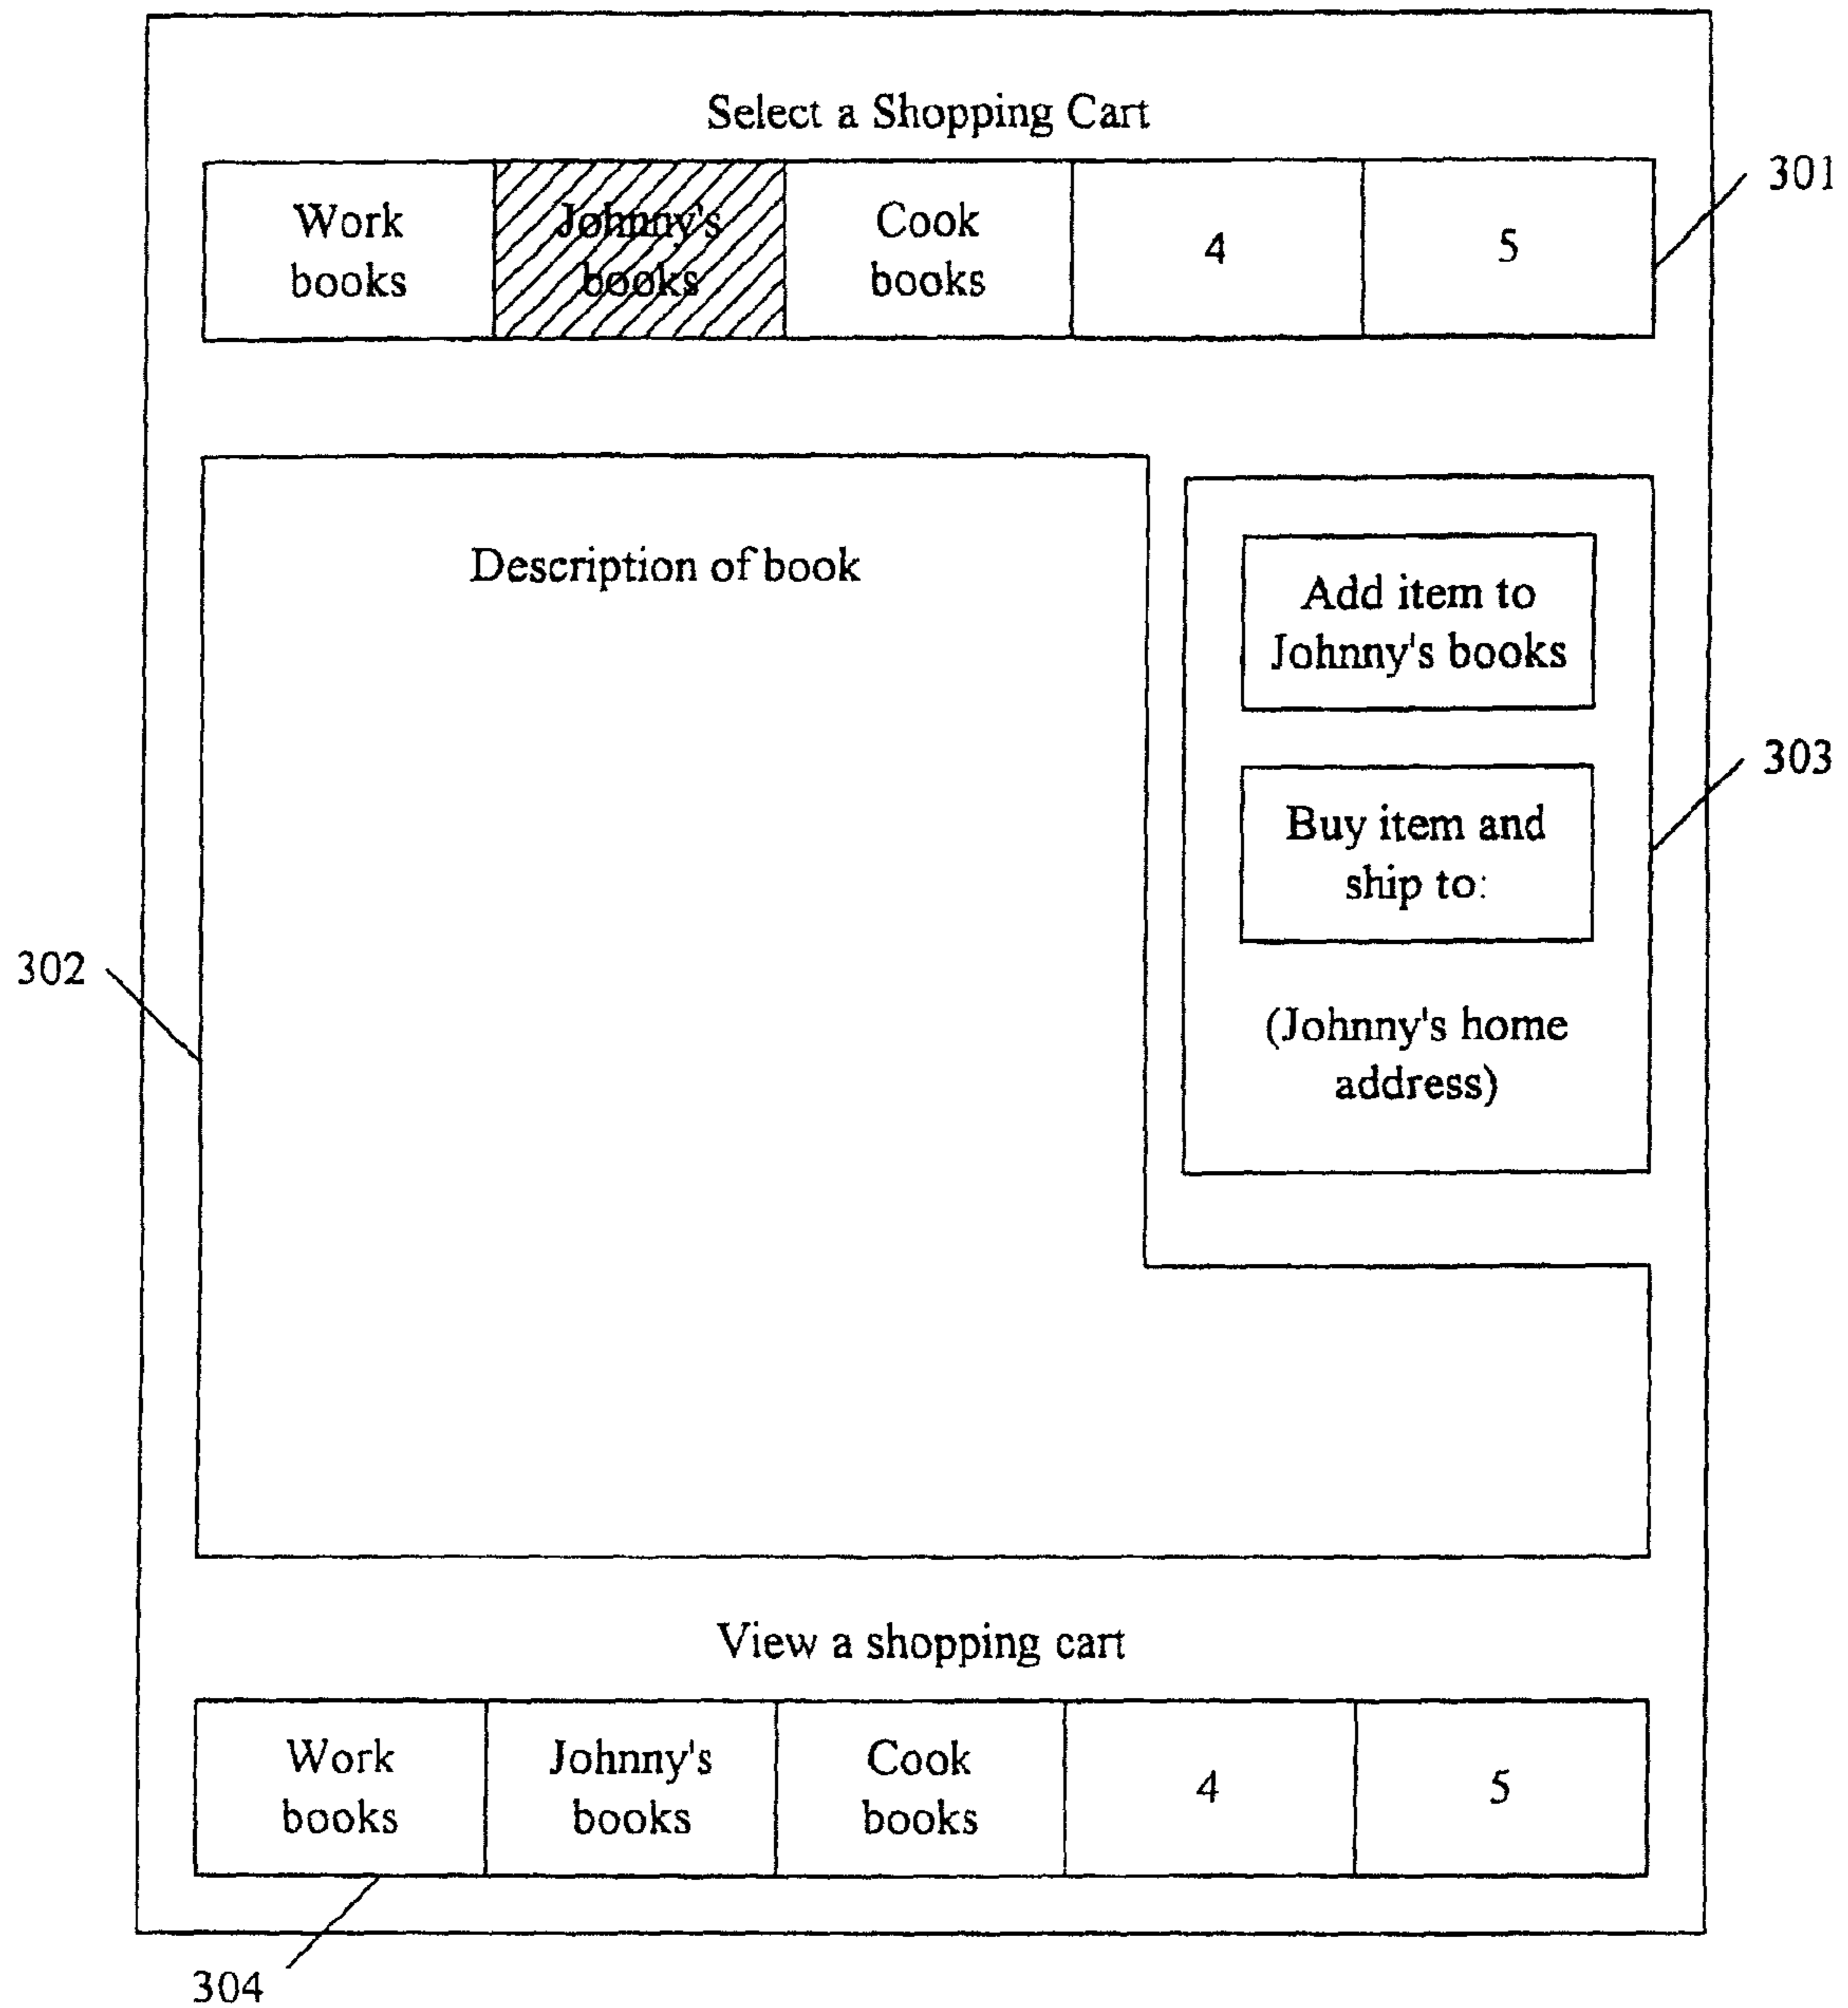 Select a Shopping Cart
301
Work
books
Johnny's
books
Cook
books
4
5
Description of book
Add item to
Johnny's books
303
Buy item and
ship to:
302
(Johnny's home
address)
View a shopping cart
Work
books
Johnny's
books
Cook
books
4
5
304